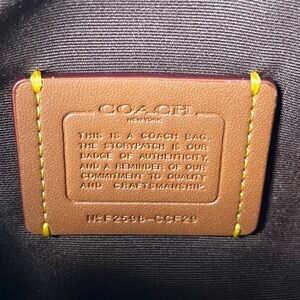 COACH
NEW YORK
THIS IS A COACH BAG.
THE STORYPATCH IS OUR
BADGE OF AUTHENTICITY,
AND A REMINDER OF OUR
COMMITMENT TO QUALITY
AND CRAFTSMANSHIP.
Nº F2598-CCF29